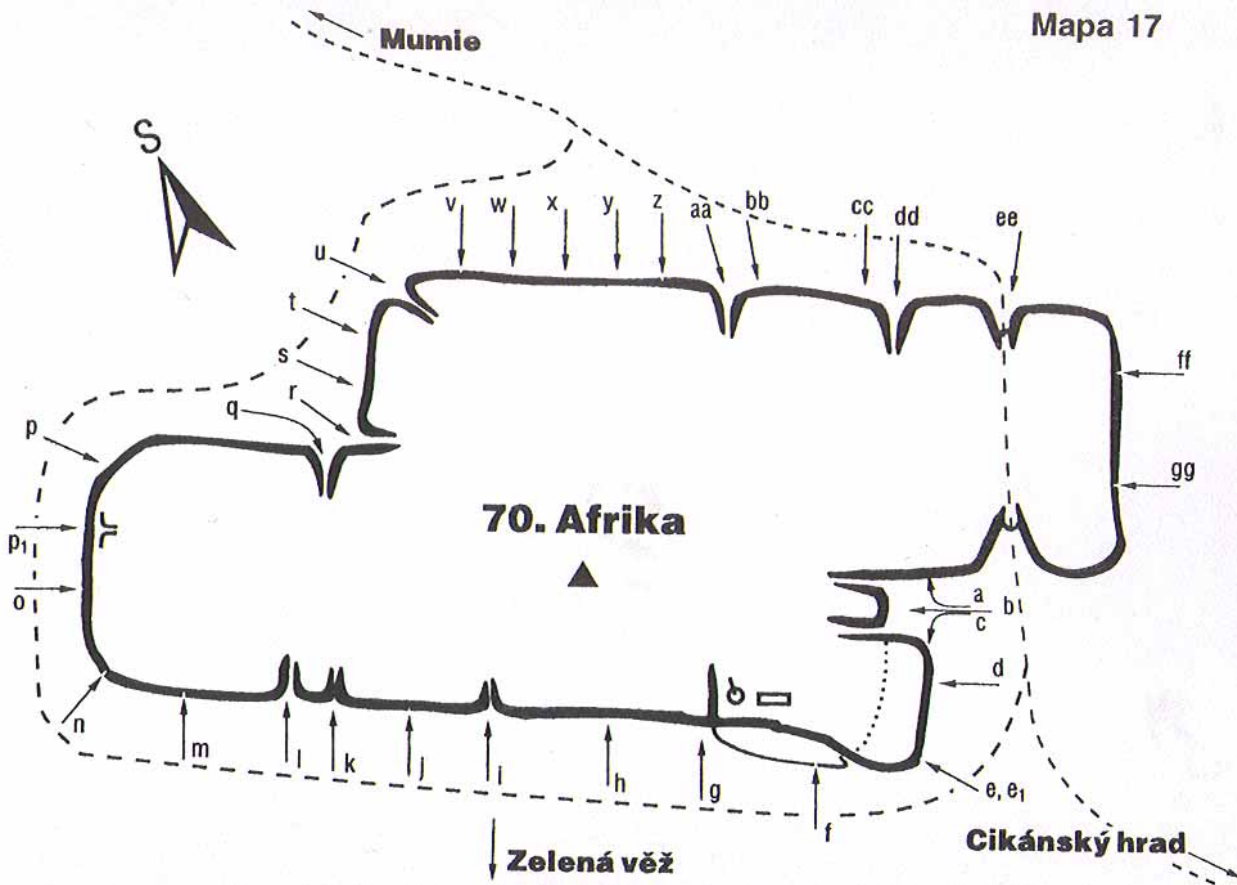 Mapa 17
Mumie
S
v w x y z aa bb cc dd ee
u
t
s
r
q
p
ff
gg
70. Afrika
p1
o
a
b
c
d
n
m
l k j i h g f e, e1
Zelená věž
Cikánský hrad